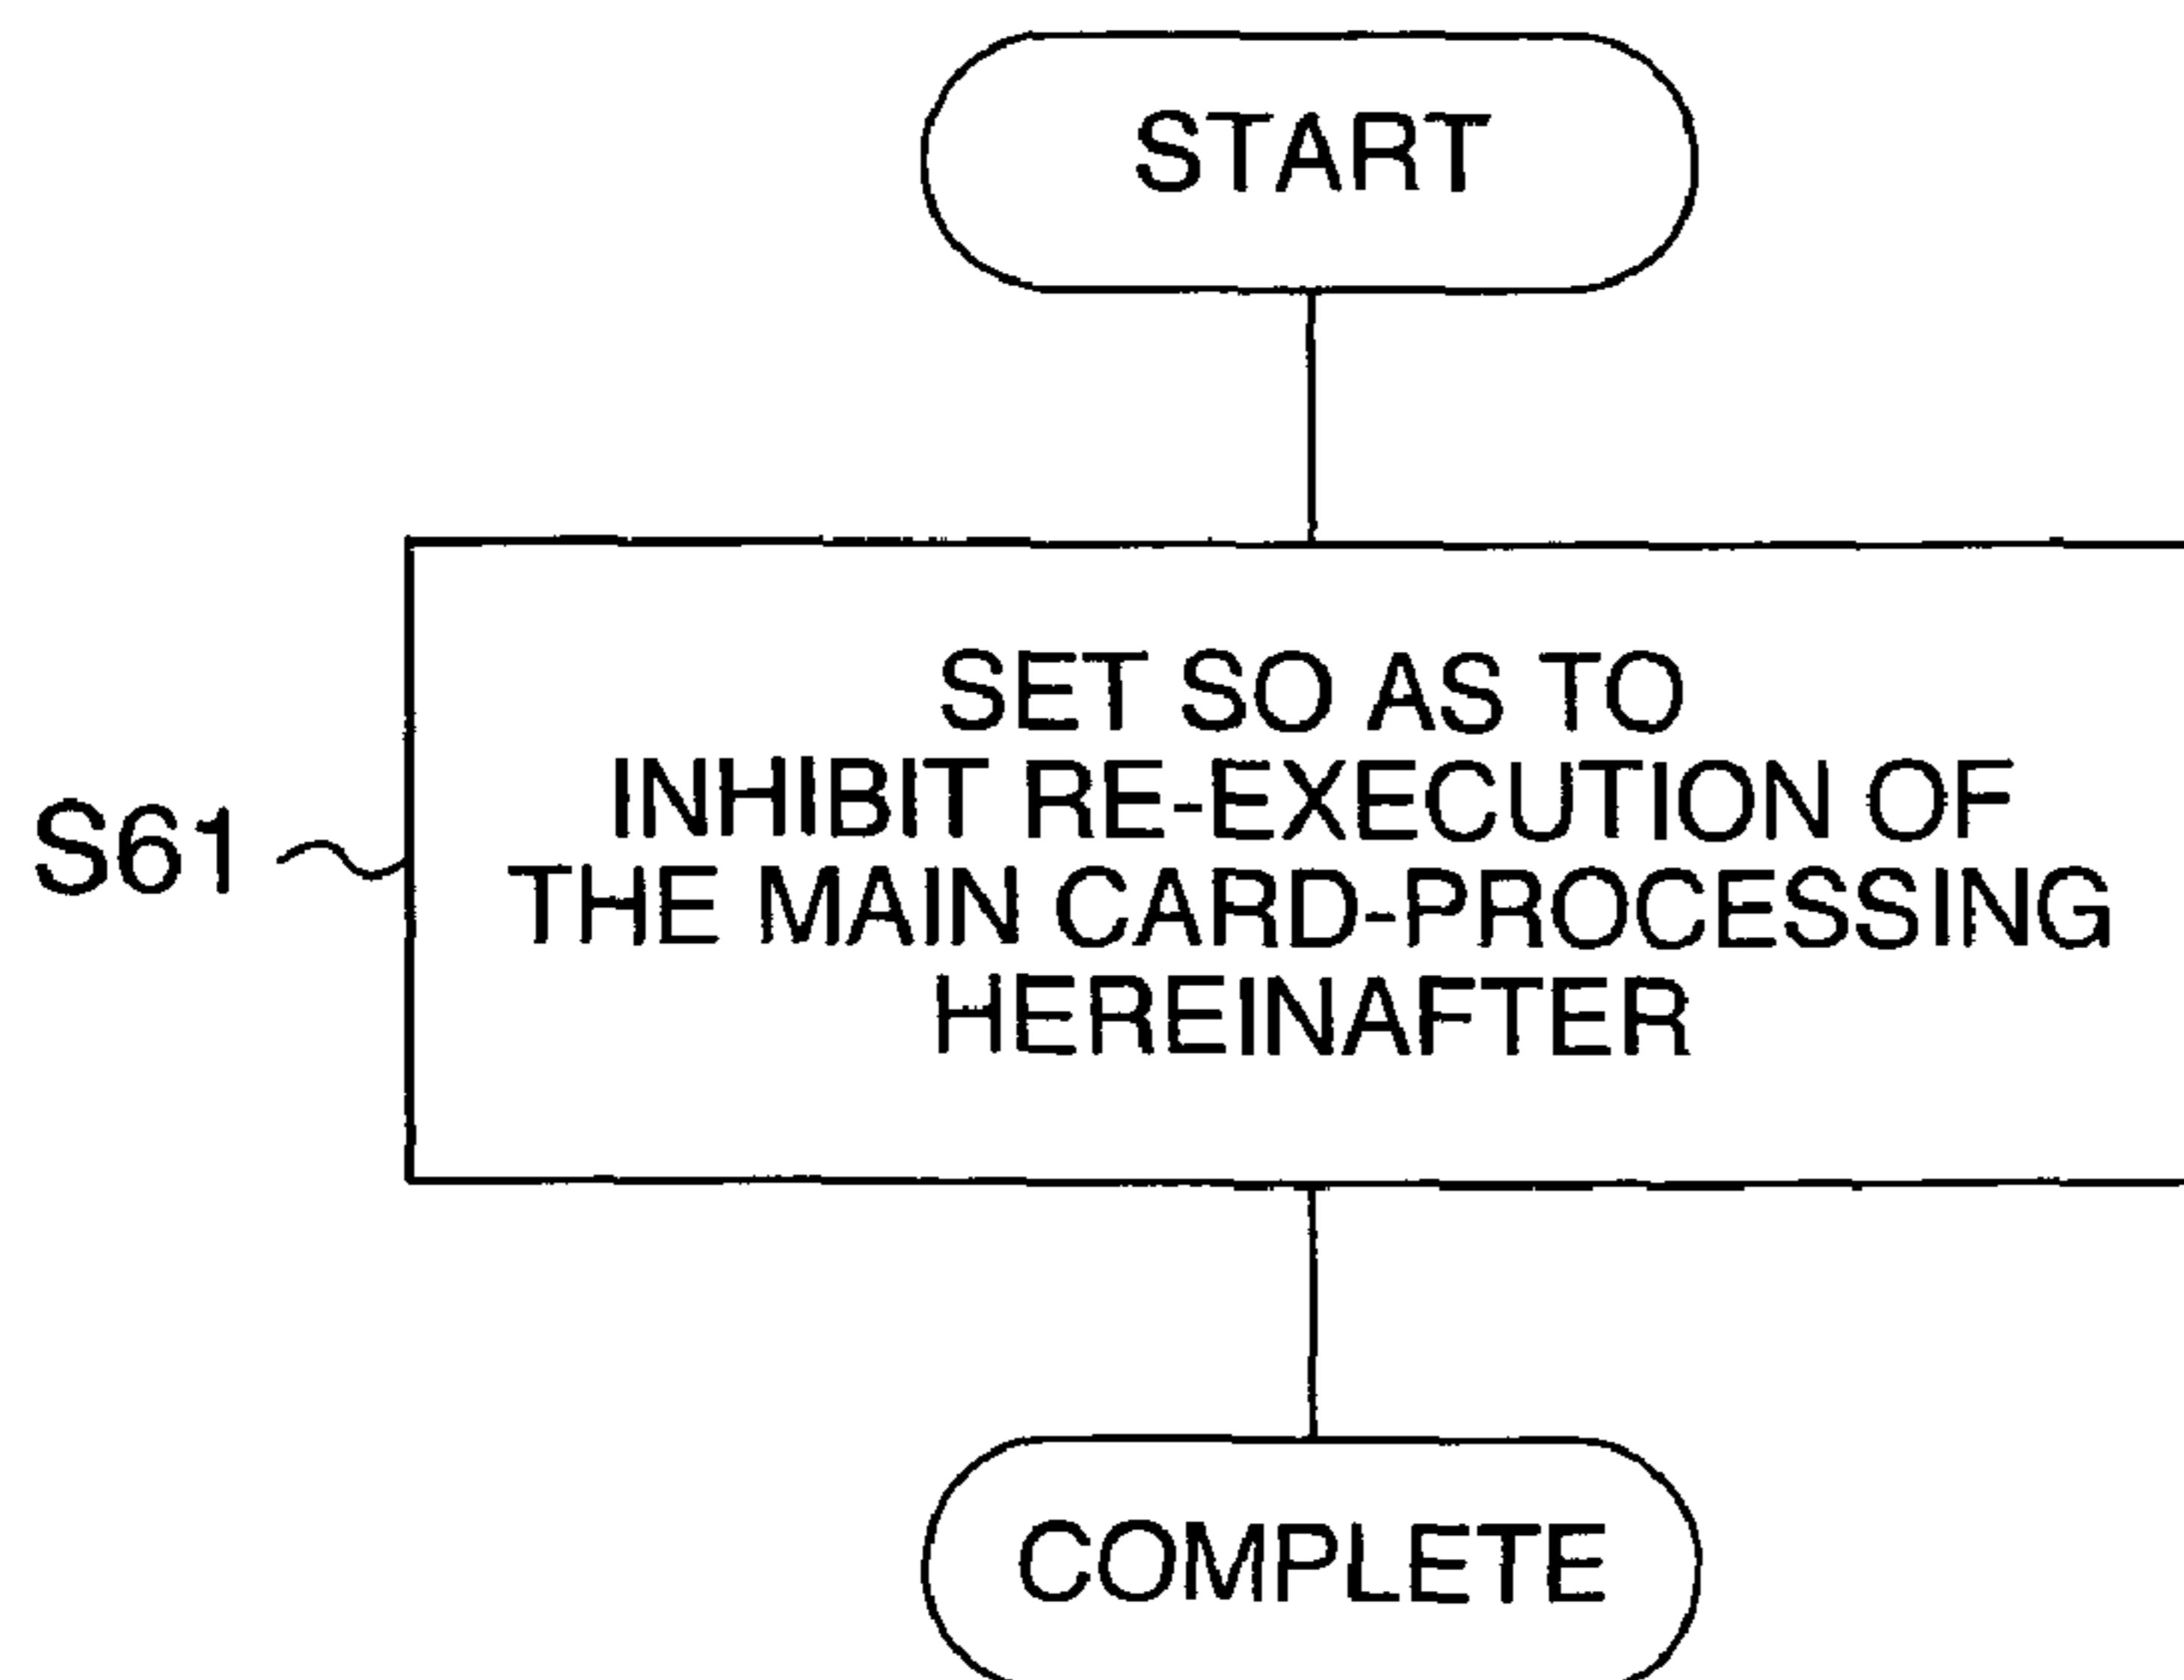 START
SET SO AS TO
INHIBIT RE-EXECUTION OF
S61
THE MAIN CARD-PROCESSING
HEREINAFTER
COMPLETE